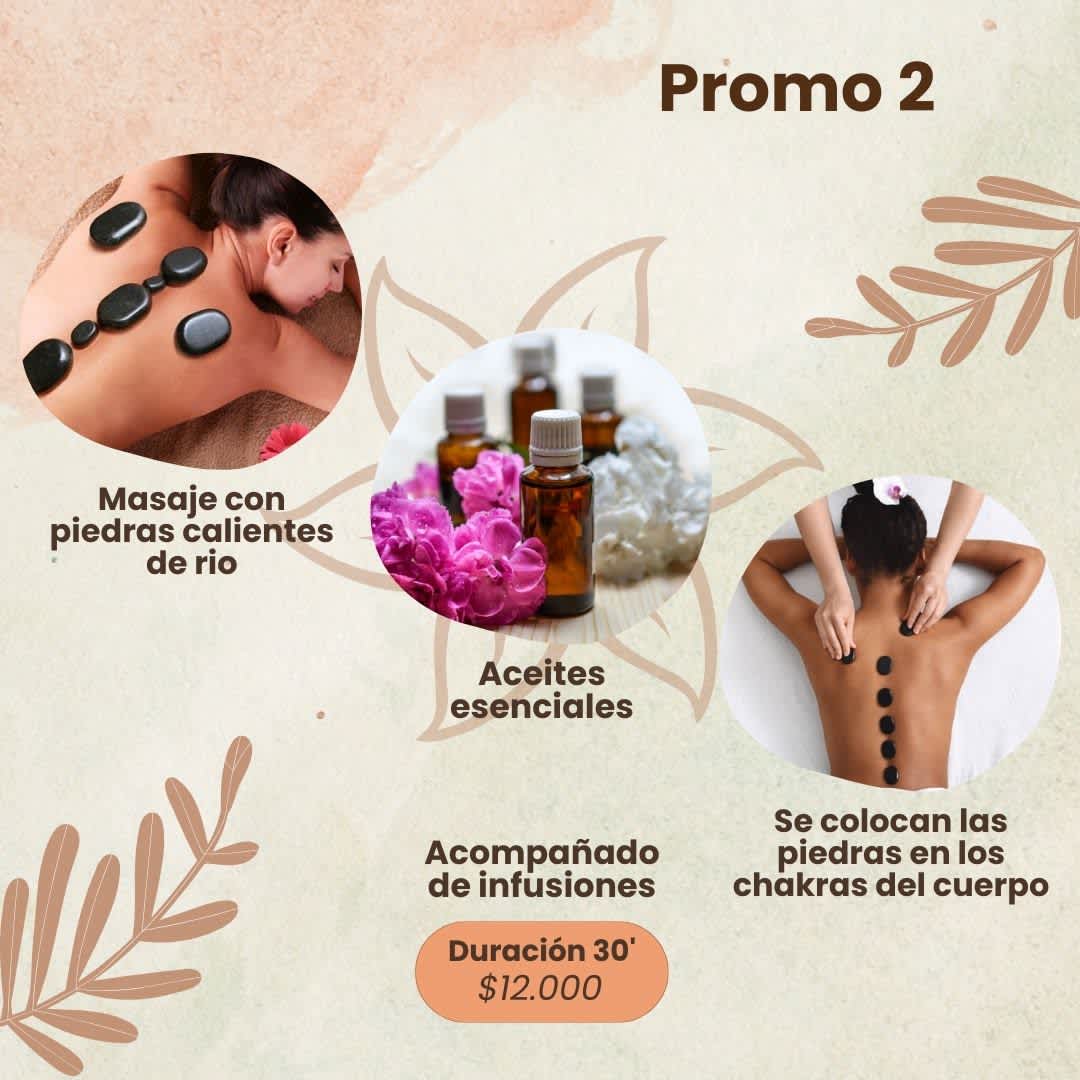 Promo 2
Masaje con
piedras calientes
de rio
Aceites
esenciales
Se colocan las
piedras en los
chakras del cuerpo
Acompañado
de infusiones
Duración 30'
$12.000